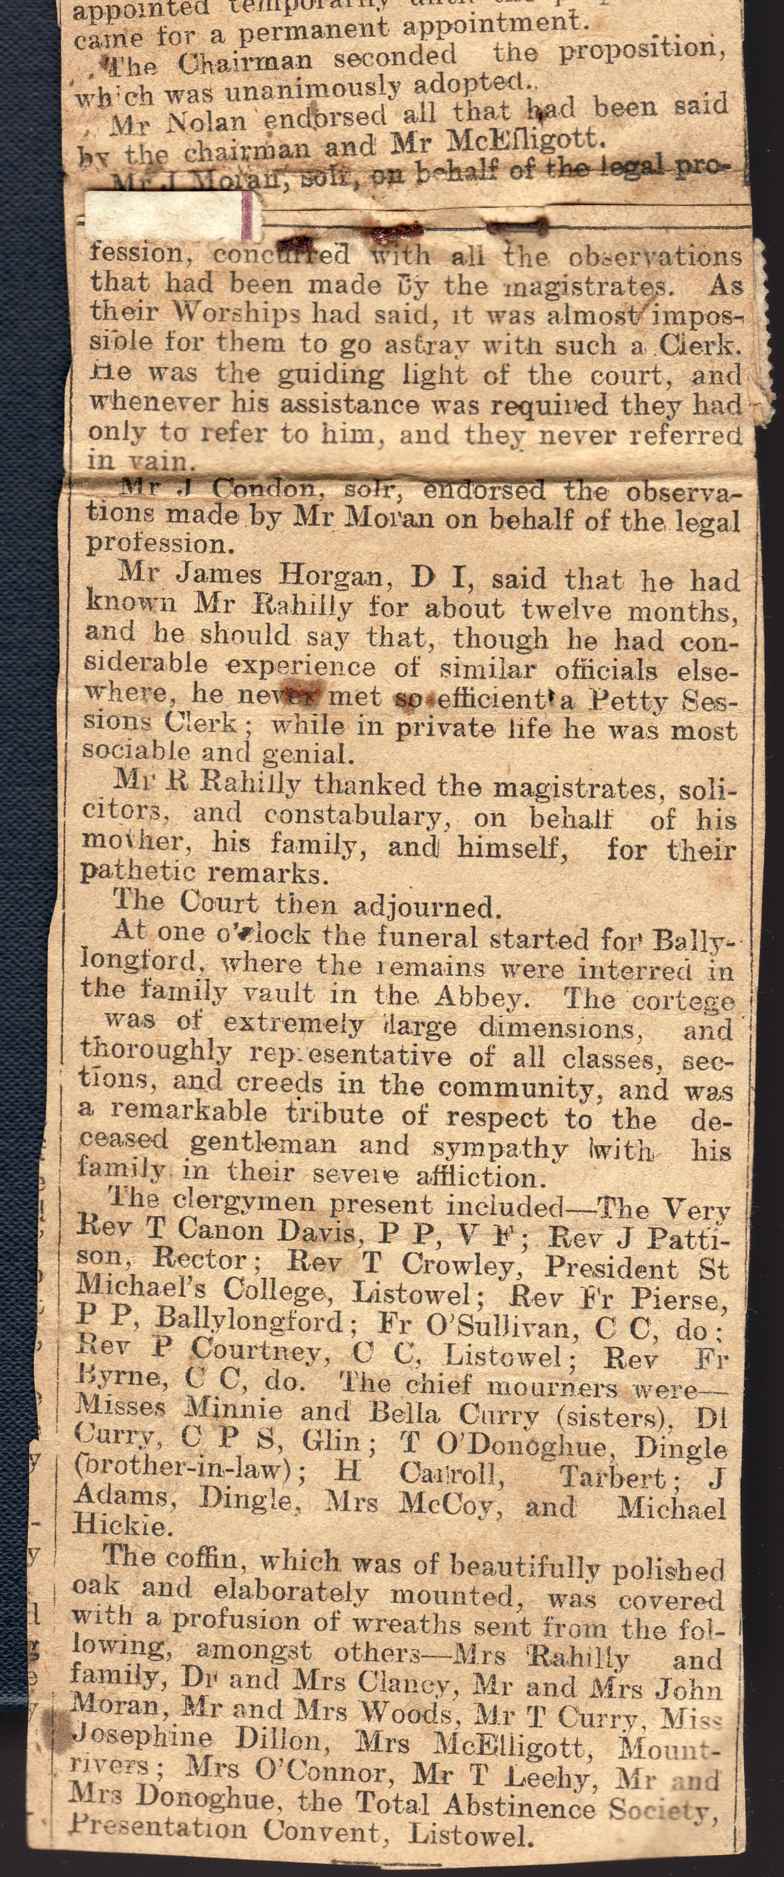 appointed temporarily until the
came for a permanent appointment.
The Chairman seconded the proposition,
which was unanimously adopted.
Mr Nolan endorsed all that had been said
by the chairman and Mr McElligott.
Mr J Moran, solr, on behalf of the legal pro-
fession, concurred with all the observations
that had been made by the magistrates. As
their Worships had said, it was almost impos-
sible for them to go astray with such a Clerk.
He was the guiding light of the court, and
whenever his assistance was required they had
only to refer to him, and they never referred
in vain.
Mr J Condon, solr, endorsed the observa-
tions made by Mr Moran on behalf of the legal
profession.
Mr James Horgan, D I, said that he had
known Mr Rahilly for about twelve months,
and he should say that, though he had con-
siderable experience of similar officials else-
where, he never met so efficient a Petty Ses-
sions Clerk; while in private life he was most
sociable and genial.
Mr R Rahilly thanked the magistrates, soli-
citors, and constabulary, on behalf of his
mother, his family, and himself, for their
pathetic remarks.
The Court then adjourned.
At one o'clock the funeral started for Bally-
longford, where the remains were interred in
the family vault in the Abbey. The cortege
was of extremely large dimensions, and
thoroughly representative of all classes, sec-
tions, and creeds in the community, and was
a remarkable tribute of respect to the de-
ceased gentleman and sympathy with his
family in their severe affliction.
The clergymen present included—The Very
Rev T Canon Davis, P P, V F; Rev J Patti-
son, Rector; Rev T Crowley, President St
Michael's College, Listowel; Rev Fr Pierse,
P P, Ballylongford; Fr O'Sullivan, C C, do;
Rev P Courtney, C C, Listowel; Rev Fr
Byrne, C C, do. The chief mourners were—
Misses Minnie and Bella Curry (sisters), Dl
Curry, C P S, Glin; T O'Donoghue, Dingle
(brother-in-law); H Carroll, Tarbert; J
Adams, Dingle, Mrs McCoy, and Michael
Hickie.
The coffin, which was of beautifully polished
oak and elaborately mounted, was covered
with a profusion of wreaths sent from the fol-
lowing, amongst others—Mrs Rahilly and
family, Dr and Mrs Clancy, Mr and Mrs John
Moran, Mr and Mrs Woods, Mr T Curry, Miss
Josephine Dillon, Mrs McElligott, Mount-
rivers; Mrs O'Connor, Mr T Leehy, Mr and
Mrs Donoghue, the Total Abstinence Society,
Presentation Convent, Listowel.